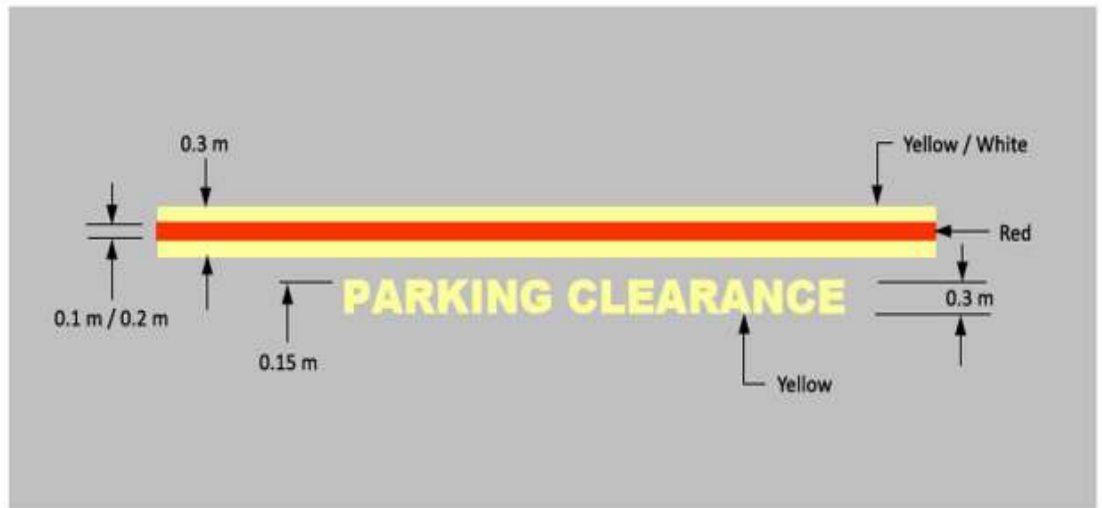 0.3 m
Yellow / White
Red
PARKING CLEARANCE
0.3 m
0.1 m / 0.2 m
0.15 m
Yellow